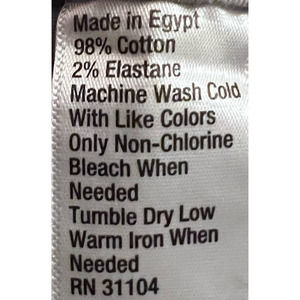 Made in Egypt
98% Cotton
2% Elastane
Machine Wash Cold
With Like Colors
Only Non-Chlorine
Bleach When
Needed
Tumble Dry Low
Warm Iron When
Needed
RN 31104